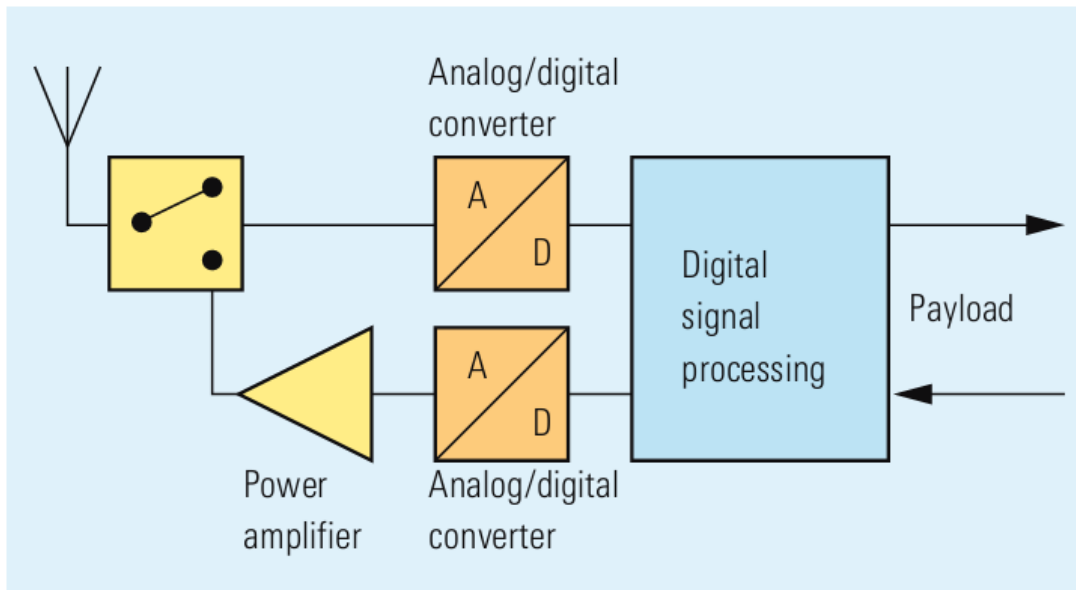 Analog/digital
converter
A
D
Digital
signal
processing
Payload
A
D
Power
amplifier
Analog/digital
converter